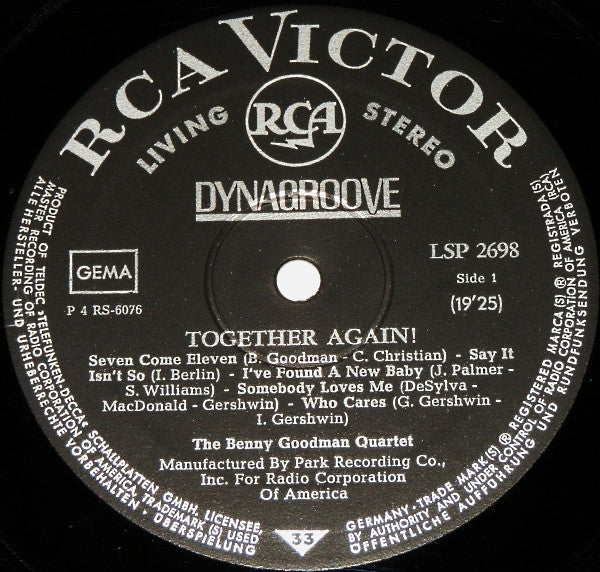 RCA VICTOR
LIVING STEREO
RCA
DYNAGROOVE
GEMA
P 4 RS-6076
LSP 2698
Side 1
(19'25)
TOGETHER AGAIN!
Seven Come Eleven (B. Goodman - C. Christian) - Say It
Isn't So (I. Berlin) - I've Found A New Baby (J. Palmer -
S. Williams) - Somebody Loves Me (DeSylva -
MacDonald - Gershwin) - Who Cares (G. Gershwin -
I. Gershwin)
The Benny Goodman Quartet
Manufactured By Park Recording Co.,
Inc. For Radio Corporation
Of America
33
PRODUCT OF TELDEC »TELEFUNKEN-DECCA« SCHALLPLATTEN GMBH, LICENSEE,
MASTER RECORDING OF RADIO CORPORATION OF AMERICA, TRADEMARK (S) USED
ALLE HERSTELLER- UND URHEBERRECHTE VORBEHALTEN · ÜBERSPIELUNG
GERMANY · TRADE MARK (S) ® REGISTERED MARCA (S) ® REGISTRADA (S)
BY AUTHORITY AND UNDER CONTROL OF RADIO CORPORATION OF AMERICA (RCA)
ÖFFENTLICHE AUFFÜHRUNG UND RUNDFUNKSENDUNG VERBOTEN